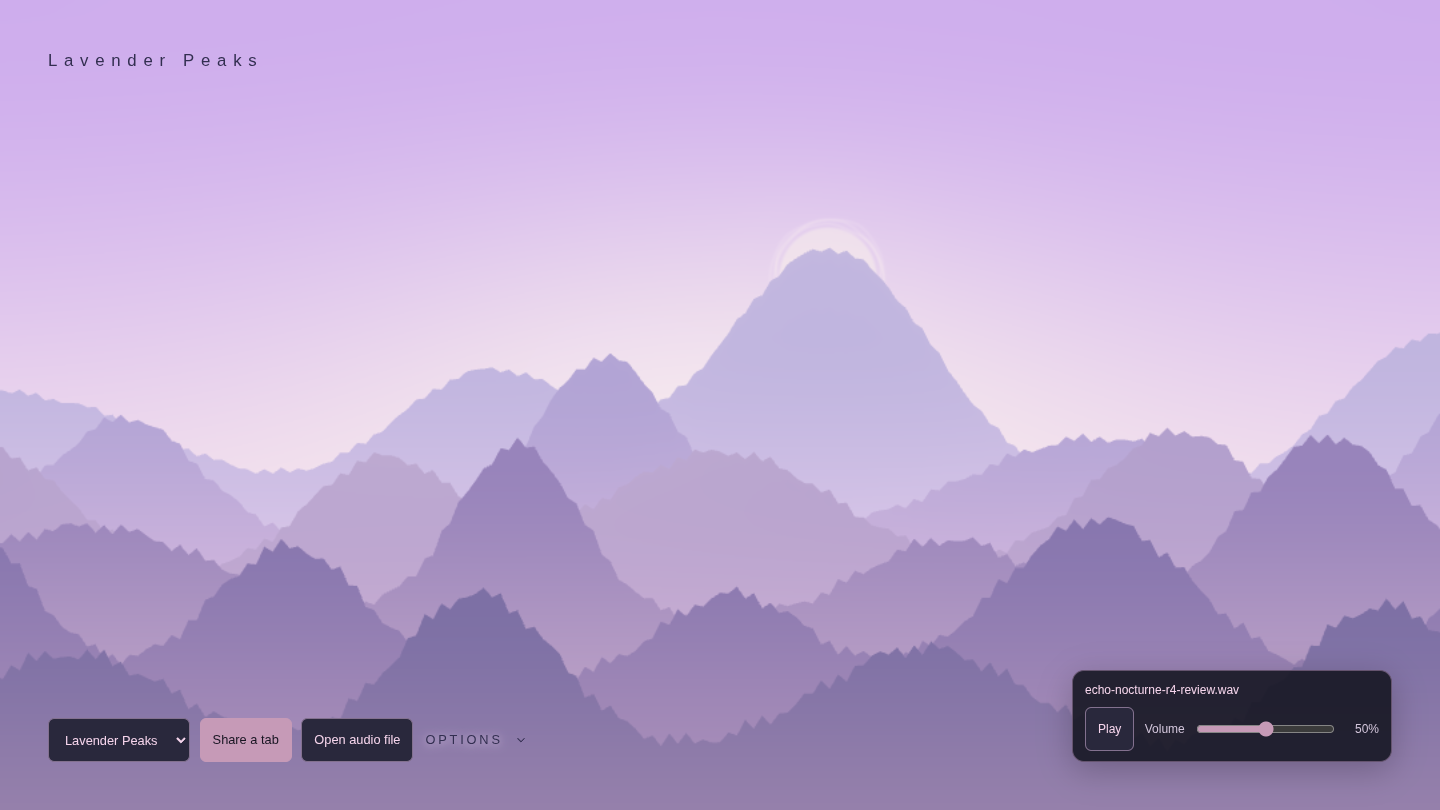 Lavender Peaks
echo-nocturne-r4-review.wav
Play Volume 50%
Lavender Peaks Share a tab Open audio file OPTIONS